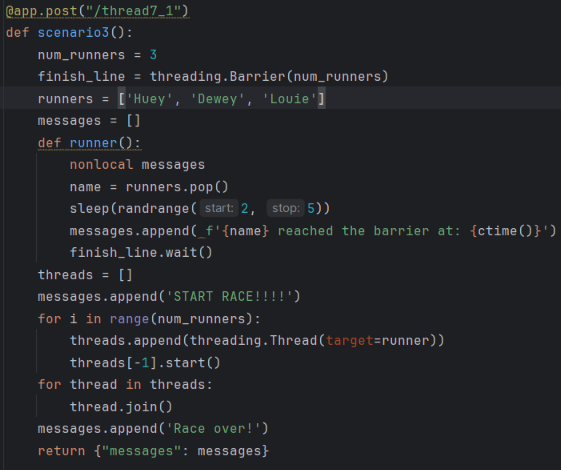 @app.post("/thread7_1")
def scenario3():
    num_runners = 3
    finish_line = threading.Barrier(num_runners)
    runners = ['Huey', 'Dewey', 'Louie']
    messages = []
    def runner():
        nonlocal messages
        name = runners.pop()
        sleep(randrange( start: 2, stop: 5))
        messages.append(_f'{name} reached the barrier at: {ctime()}')
        finish_line.wait()
    threads = []
    messages.append('START RACE!!!!')
    for i in range(num_runners):
        threads.append(threading.Thread(target=runner))
        threads[-1].start()
    for thread in threads:
        thread.join()
    messages.append('Race over!')
    return {"messages": messages}